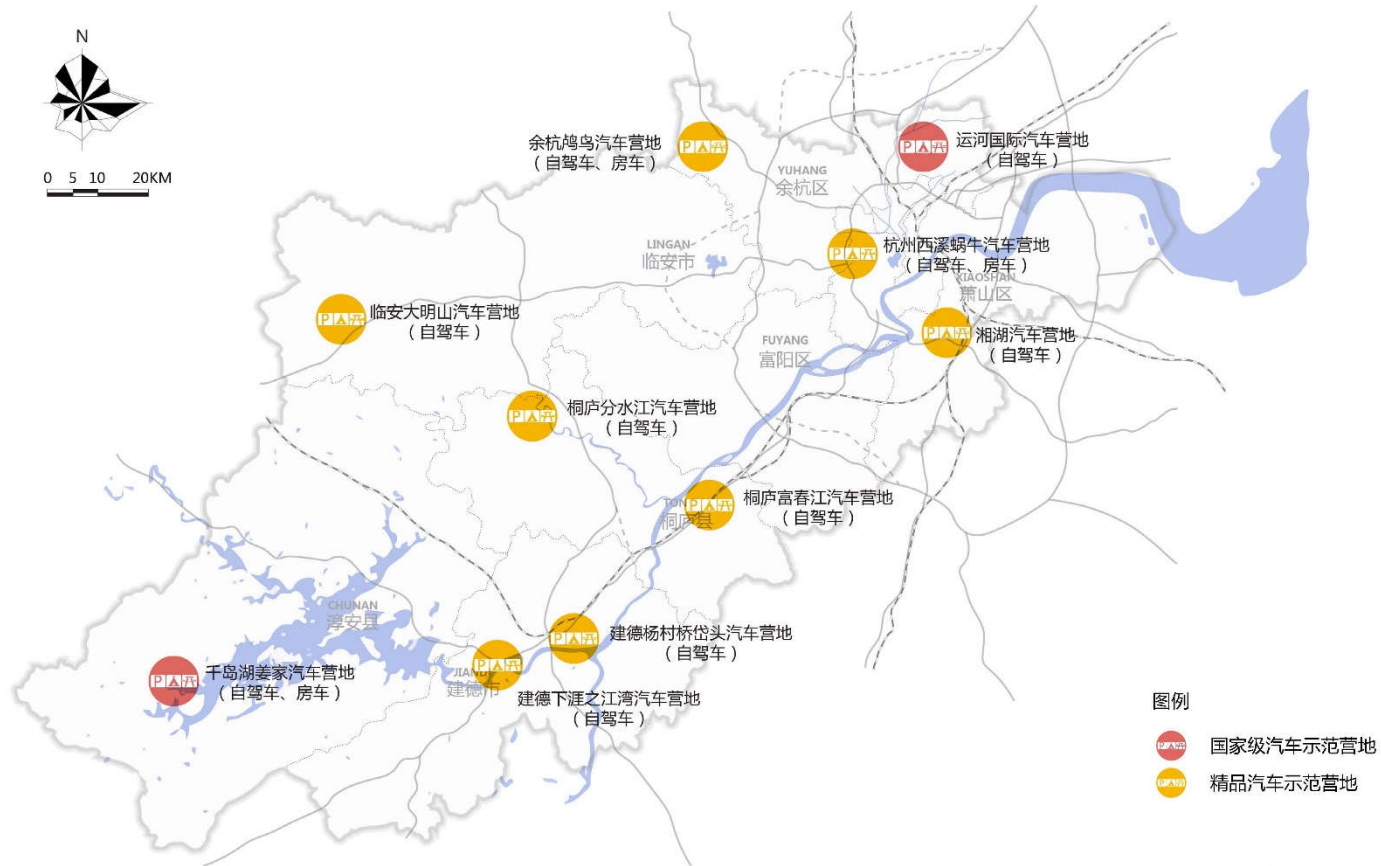 N
0 5 10 20KM
余杭鸬鸟汽车营地
（自驾车、房车）
运河国际汽车营地
（自驾车）
YUHANG
余杭区
杭州西溪蜗牛汽车营地
（自驾车、房车）
LINGAN
临安市
XIAOSHAN
萧山区
临安大明山汽车营地
（自驾车）
湘湖汽车营地
（自驾车）
FUYANG
富阳区
桐庐分水江汽车营地
（自驾车）
桐庐富春江汽车营地
（自驾车）
TON
桐庐县
CHUNAN
淳安县
建德杨村桥岱头汽车营地
（自驾车）
千岛湖姜家汽车营地
（自驾车、房车）
JIAND
建德市
建德下涯之江湾汽车营地
（自驾车）
图例
国家级汽车示范营地
精品汽车示范营地